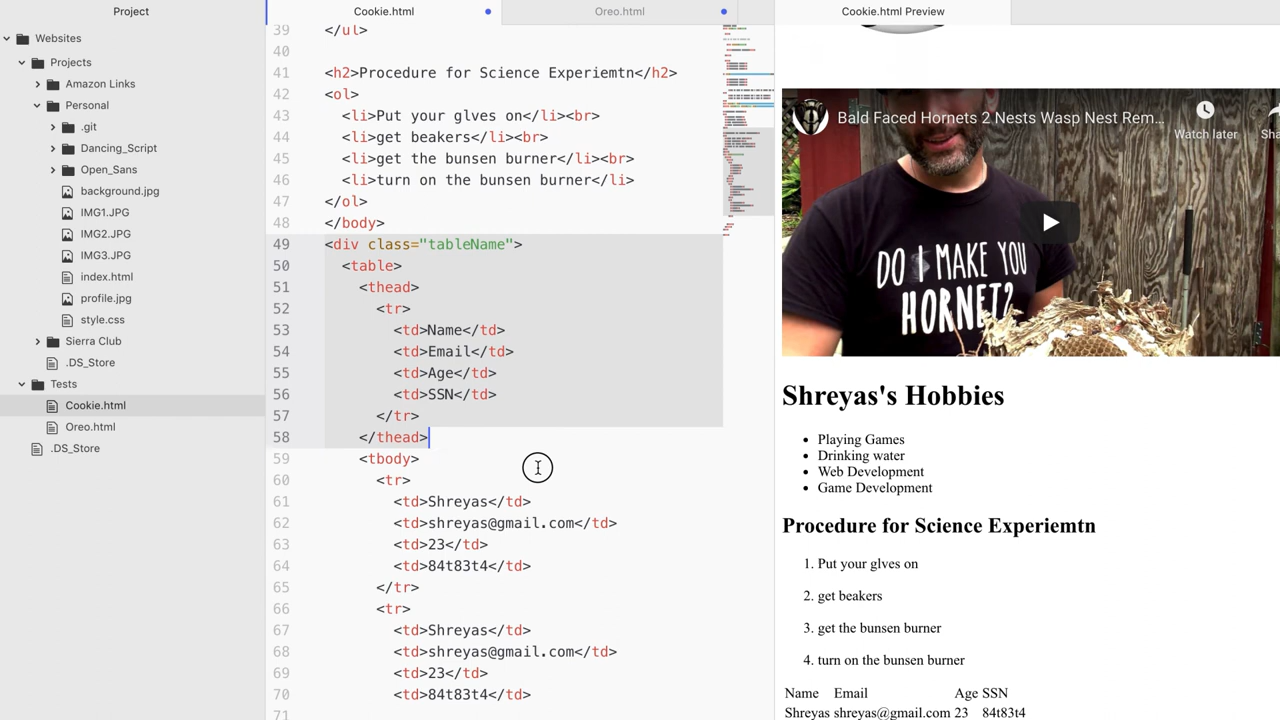 Project
Websites
Projects
Amazon Links
Personal
.git
Dancing_Script
Open_Sans
background.jpg
IMG1.JPG
IMG2.JPG
IMG3.JPG
index.html
profile.jpg
style.css
Sierra Club
.DS_Store
Tests
Cookie.html
Oreo.html
.DS_Store
Cookie.html
Oreo.html
39 </ul>
40
41 <h2>Procedure for Science Experiemtn</h2>
42 <ol>
43 <li>Put your glves on</li><br>
44 <li>get beakers</li><br>
45 <li>get the bunsen burner</li><br>
46 <li>turn on the bunsen burner</li>
47 </ol>
48 </body>
49 <div class="tableName">
50 <table>
51 <thead>
52 <tr>
53 <td>Name</td>
54 <td>Email</td>
55 <td>Age</td>
56 <td>SSN</td>
57 </tr>
58 </thead>
59 <tbody>
60 <tr>
61 <td>Shreyas</td>
62 <td>shreyas@gmail.com</td>
63 <td>23</td>
64 <td>84t83t4</td>
65 </tr>
66 <tr>
67 <td>Shreyas</td>
68 <td>shreyas@gmail.com</td>
69 <td>23</td>
70 <td>84t83t4</td>
71
Cookie.html Preview
Bald Faced Hornets 2 Nests Wasp Nest Rem...
Watch later
DO I MAKE YOU
HORNET?
Shreyas's Hobbies
• Playing Games
• Drinking water
• Web Development
• Game Development
Procedure for Science Experiemtn
1. Put your glves on
2. get beakers
3. get the bunsen burner
4. turn on the bunsen burner
Name Email Age SSN
Shreyas shreyas@gmail.com 23 84t83t4